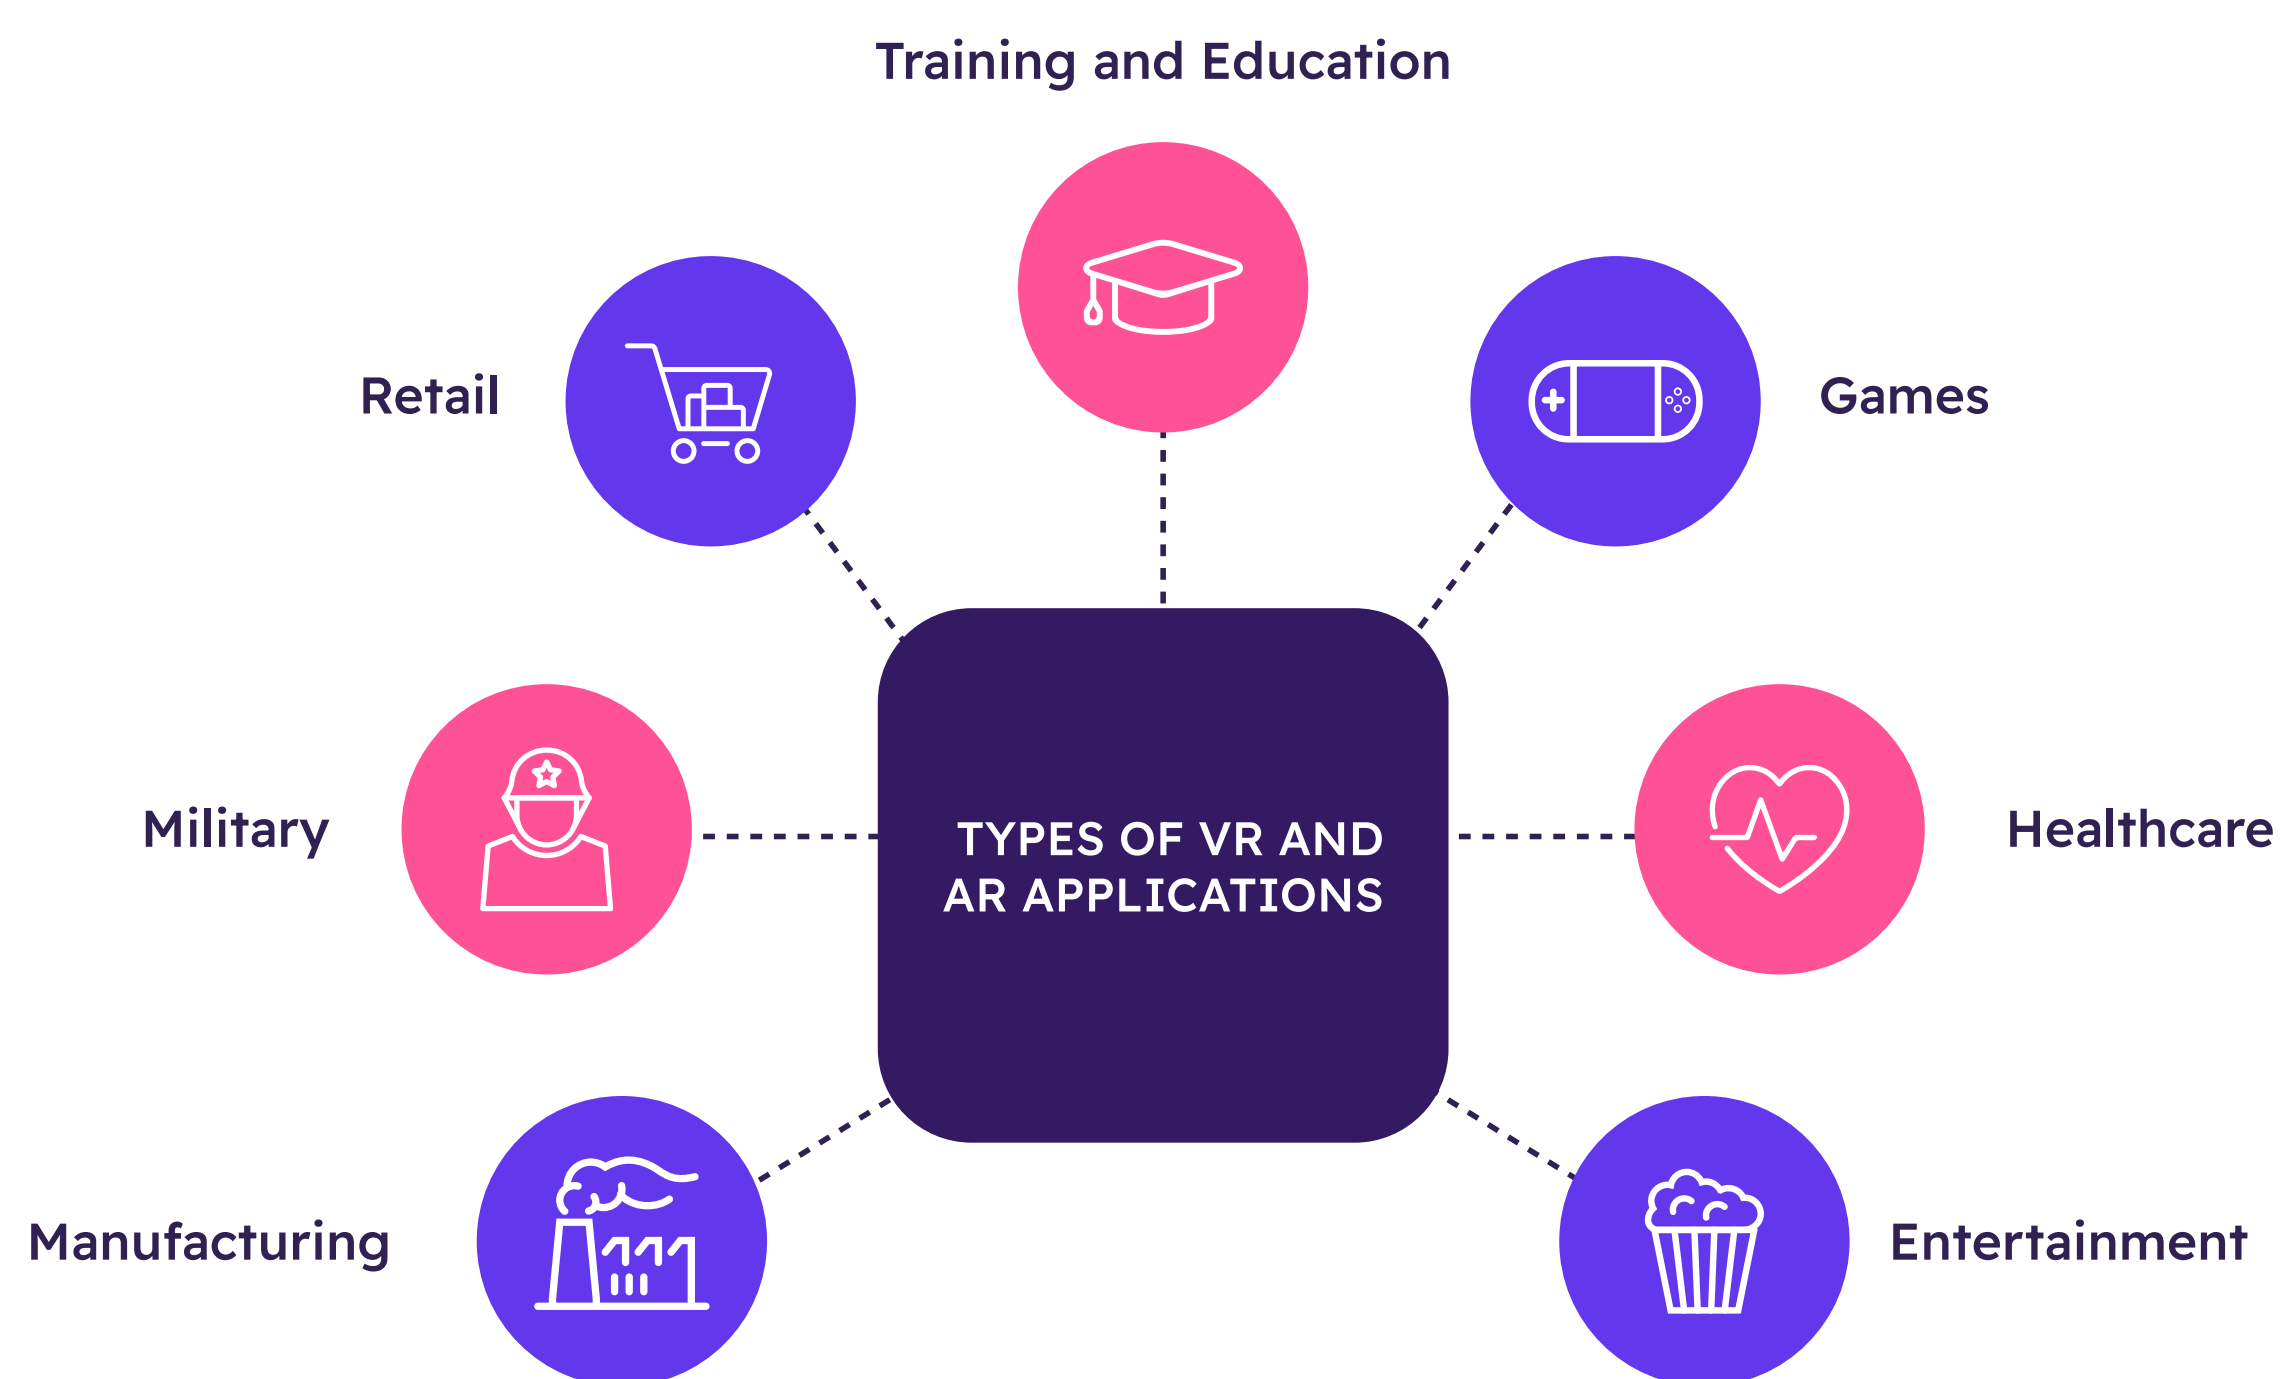 Training and Education
Retail
Games
Military
TYPES OF VR AND
AR APPLICATIONS
Healthcare
Manufacturing
Entertainment